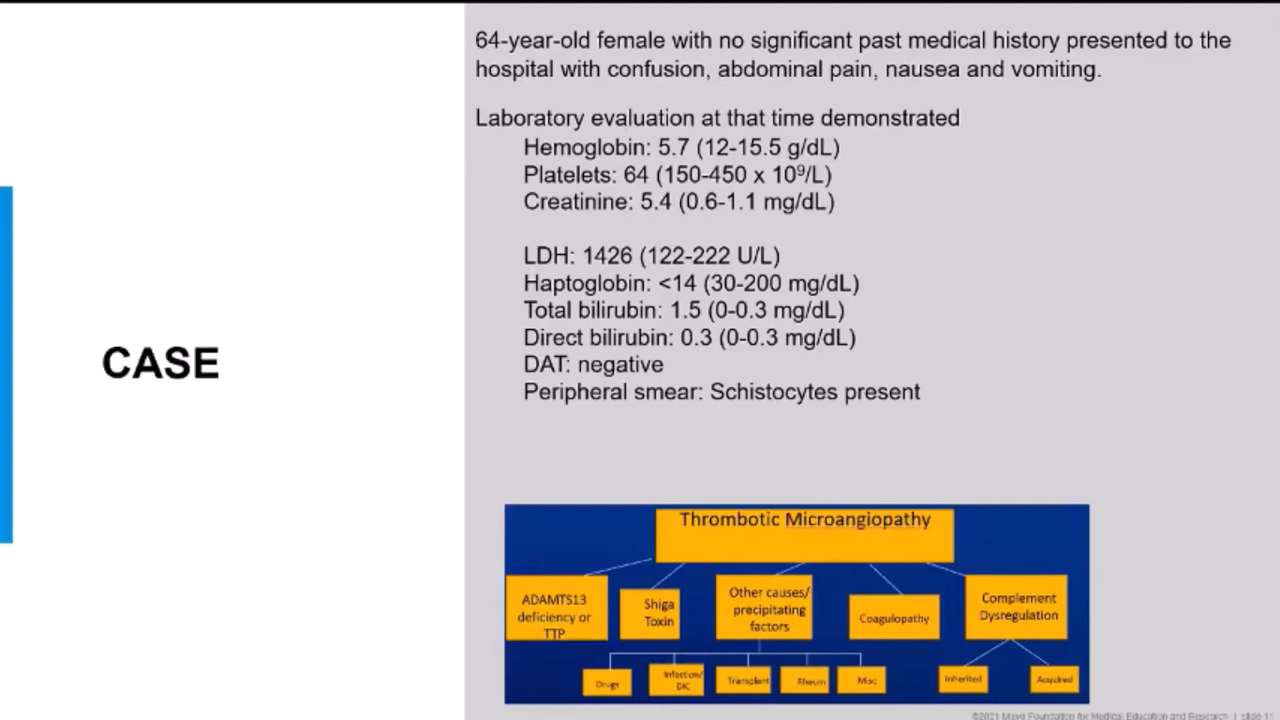 64-year-old female with no significant past medical history presented to the
hospital with confusion, abdominal pain, nausea and vomiting.
Laboratory evaluation at that time demonstrated
Hemoglobin: 5.7 (12-15.5 g/dL)
Platelets: 64 (150-450 x 10⁹/L)
Creatinine: 5.4 (0.6-1.1 mg/dL)
LDH: 1426 (122-222 U/L)
Haptoglobin: <14 (30-200 mg/dL)
Total bilirubin: 1.5 (0-0.3 mg/dL)
Direct bilirubin: 0.3 (0-0.3 mg/dL)
DAT: negative
Peripheral smear: Schistocytes present
CASE
Thrombotic Microangiopathy
ADAMTS13
deficiency or
TTP
Shiga
Toxin
Other causes/
precipitating
factors
Coagulopathy
Complement
Dysregulation
Drugs
Infection/
DIC
Transplant
Rheum
Misc
Inherited
Acquired
©2021 Mayo Foundation for Medical Education and Research | slide